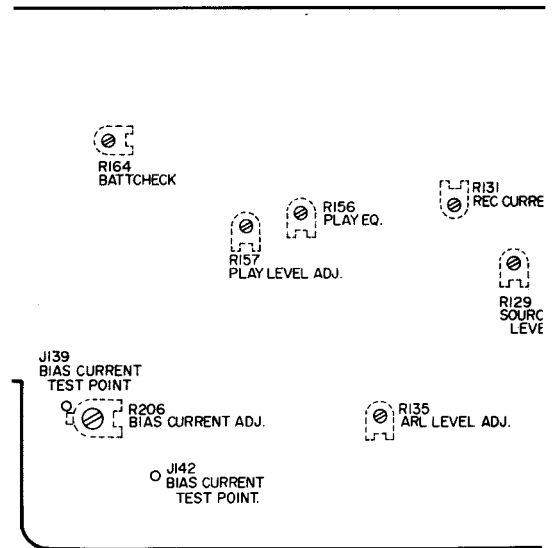 R164
BATTCHECK
R131
REC CURRE
R156
PLAY EQ.
R157
PLAY LEVEL ADJ.
R129
SOURC
LEVE
J139
BIAS CURRENT
TEST POINT
R206
BIAS CURRENT ADJ.
R135
ARL LEVEL ADJ.
J142
BIAS CURRENT
TEST POINT.